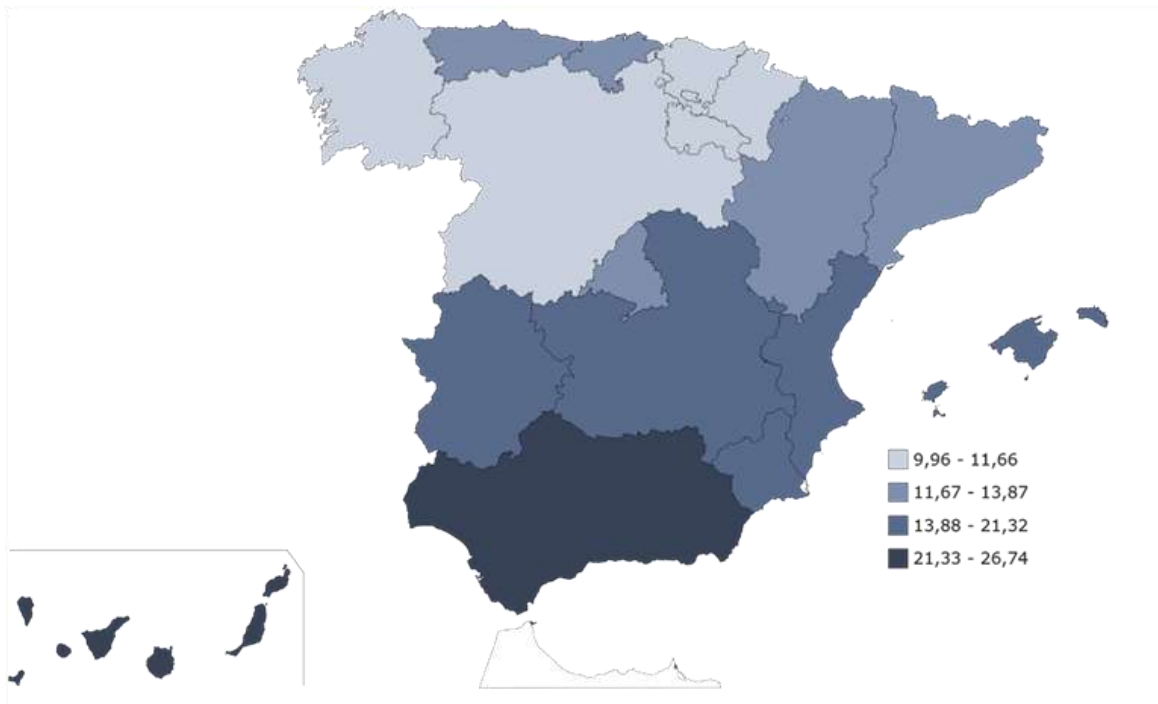 9,96 - 11,66
11,67 - 13,87
13,88 - 21,32
21,33 - 26,74